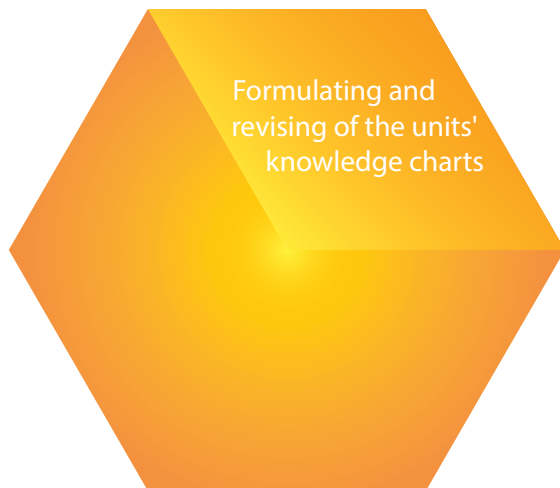 Formulating and
revising of the units'
knowledge charts